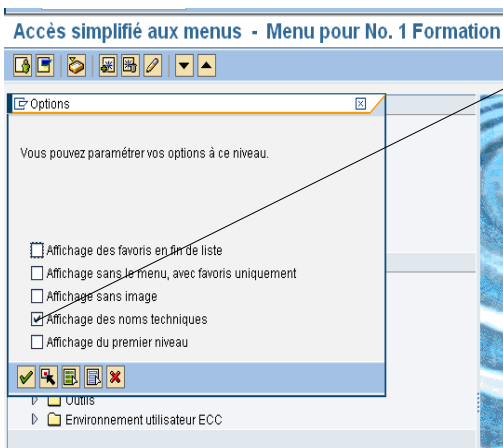 Accès simplifié aux menus - Menu pour No. 1 Formation
Options
Vous pouvez paramétrer vos options à ce niveau.
Affichage des favoris en fin de liste
Affichage sans le menu, avec favoris uniquement
Affichage sans image
Affichage des noms techniques
Affichage du premier niveau
Outils
Environnement utilisateur ECC